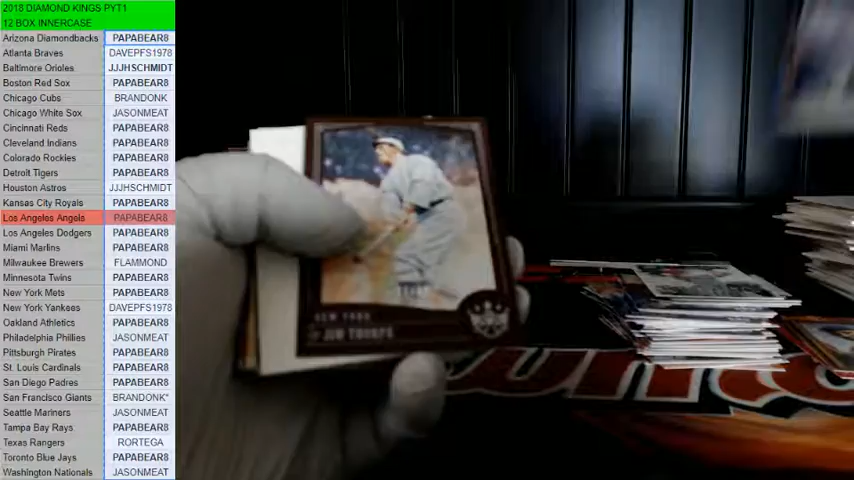 2018 DIAMOND KINGS PYT1
12 BOX INNERCASE
Arizona Diamondbacks PAPABEAR8
Atlanta Braves DAVEPFS1978
Baltimore Orioles JJJHSCHMIDT
Boston Red Sox PAPABEAR8
Chicago Cubs BRANDONK
Chicago White Sox JASONMEAT
Cincinnati Reds PAPABEAR8
Cleveland Indians PAPABEAR8
Colorado Rockies PAPABEAR8
Detroit Tigers PAPABEAR8
Houston Astros JJJHSCHMIDT
Kansas City Royals PAPABEAR8
Los Angeles Angels PAPABEAR8
Los Angeles Dodgers PAPABEAR8
Miami Marlins PAPABEAR8
Milwaukee Brewers FLAMMOND
Minnesota Twins PAPABEAR8
New York Mets PAPABEAR8
New York Yankees DAVEPFS1978
Oakland Athletics PAPABEAR8
Philadelphia Phillies JASONMEAT
Pittsburgh Pirates PAPABEAR8
St. Louis Cardinals PAPABEAR8
San Diego Padres PAPABEAR8
San Francisco Giants BRANDONK*
Seattle Mariners JASONMEAT
Tampa Bay Rays PAPABEAR8
Texas Rangers RORTEGA
Toronto Blue Jays PAPABEAR8
Washington Nationals JASONMEAT
NEW YORK
JIM THORPE